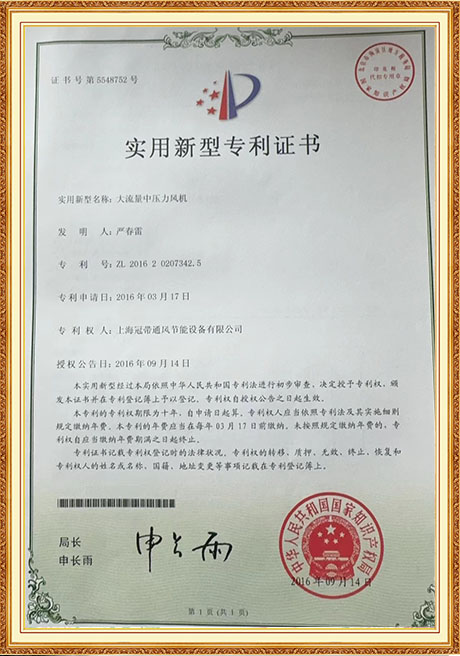 证书号第5548752号
实用新型专利证书
实用新型名称：大流量中压力风机
发明人：严春雷
专利号：ZL 2016 2 0207342.5
专利申请日：2016年03月17日
专利权人：上海冠带通风节能设备有限公司
授权公告日：2016年09月14日
本实用新型经过本局依照中华人民共和国专利法进行初步审查，决定授予专利权，颁
发本证书并在专利登记簿上予以登记。专利权自授权公告之日起生效。
本专利的专利权期限为十年，自申请日起算。专利权人应当依照专利法及其实施细则
规定缴纳年费。本专利的年费应当在每年03月17日前缴纳。未按照规定缴纳年费的，专
利权自应当缴纳年费期满之日起终止。
专利证书记载专利权登记时的法律状况。专利权的转移、质押、无效、终止、恢复和
专利权人的姓名或名称、国籍、地址变更等事项记载在专利登记簿上。
局长
申长雨
申长雨
中华人民共和国国家知识产权局
2016年09月14日
第1页(共1页)